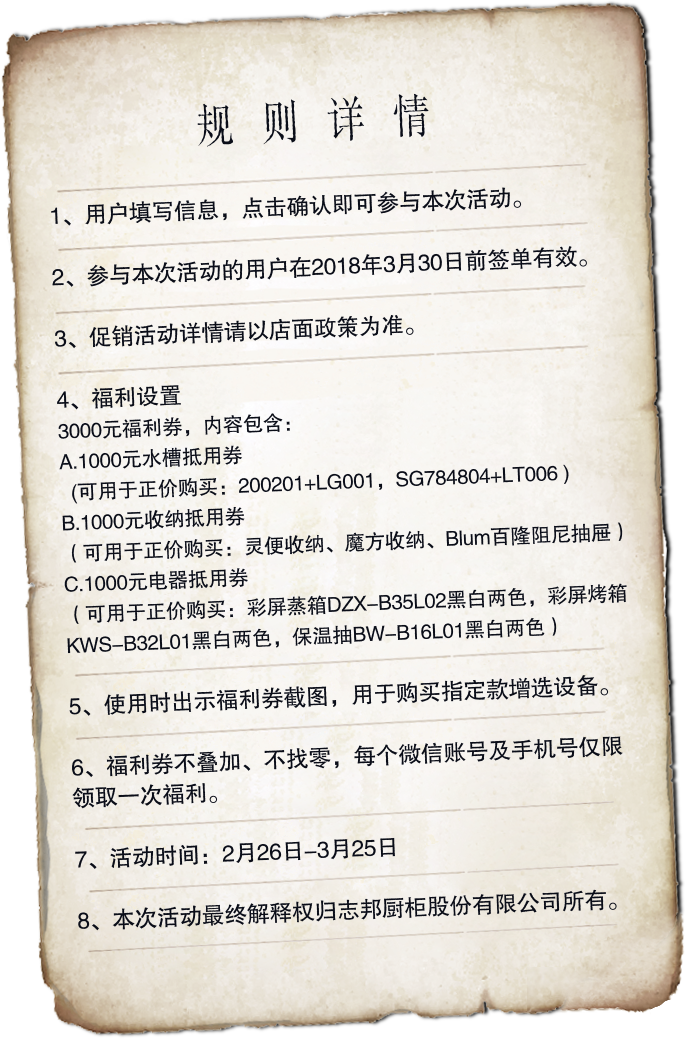 规则详情
1、用户填写信息，点击确认即可参与本次活动。
2、参与本次活动的用户在2018年3月30日前签单有效。
3、促销活动详情请以店面政策为准。
4、福利设置
3000元福利券，内容包含：
A.1000元水槽抵用券
（可用于正价购买：200201+LG001，SG784804+LT006）
B.1000元收纳抵用券
（可用于正价购买：灵便收纳、魔方收纳、Blum百隆阻尼抽屉）
C.1000元电器抵用券
（可用于正价购买：彩屏蒸箱DZX–B35L02黑白两色，彩屏烤箱
KWS–B32L01黑白两色，保温抽BW–B16L01黑白两色）
5、使用时出示福利券截图，用于购买指定款增选设备。
6、福利券不叠加、不找零，每个微信账号及手机号仅限
领取一次福利。
7、活动时间：2月26日–3月25日
8、本次活动最终解释权归志邦厨柜股份有限公司所有。